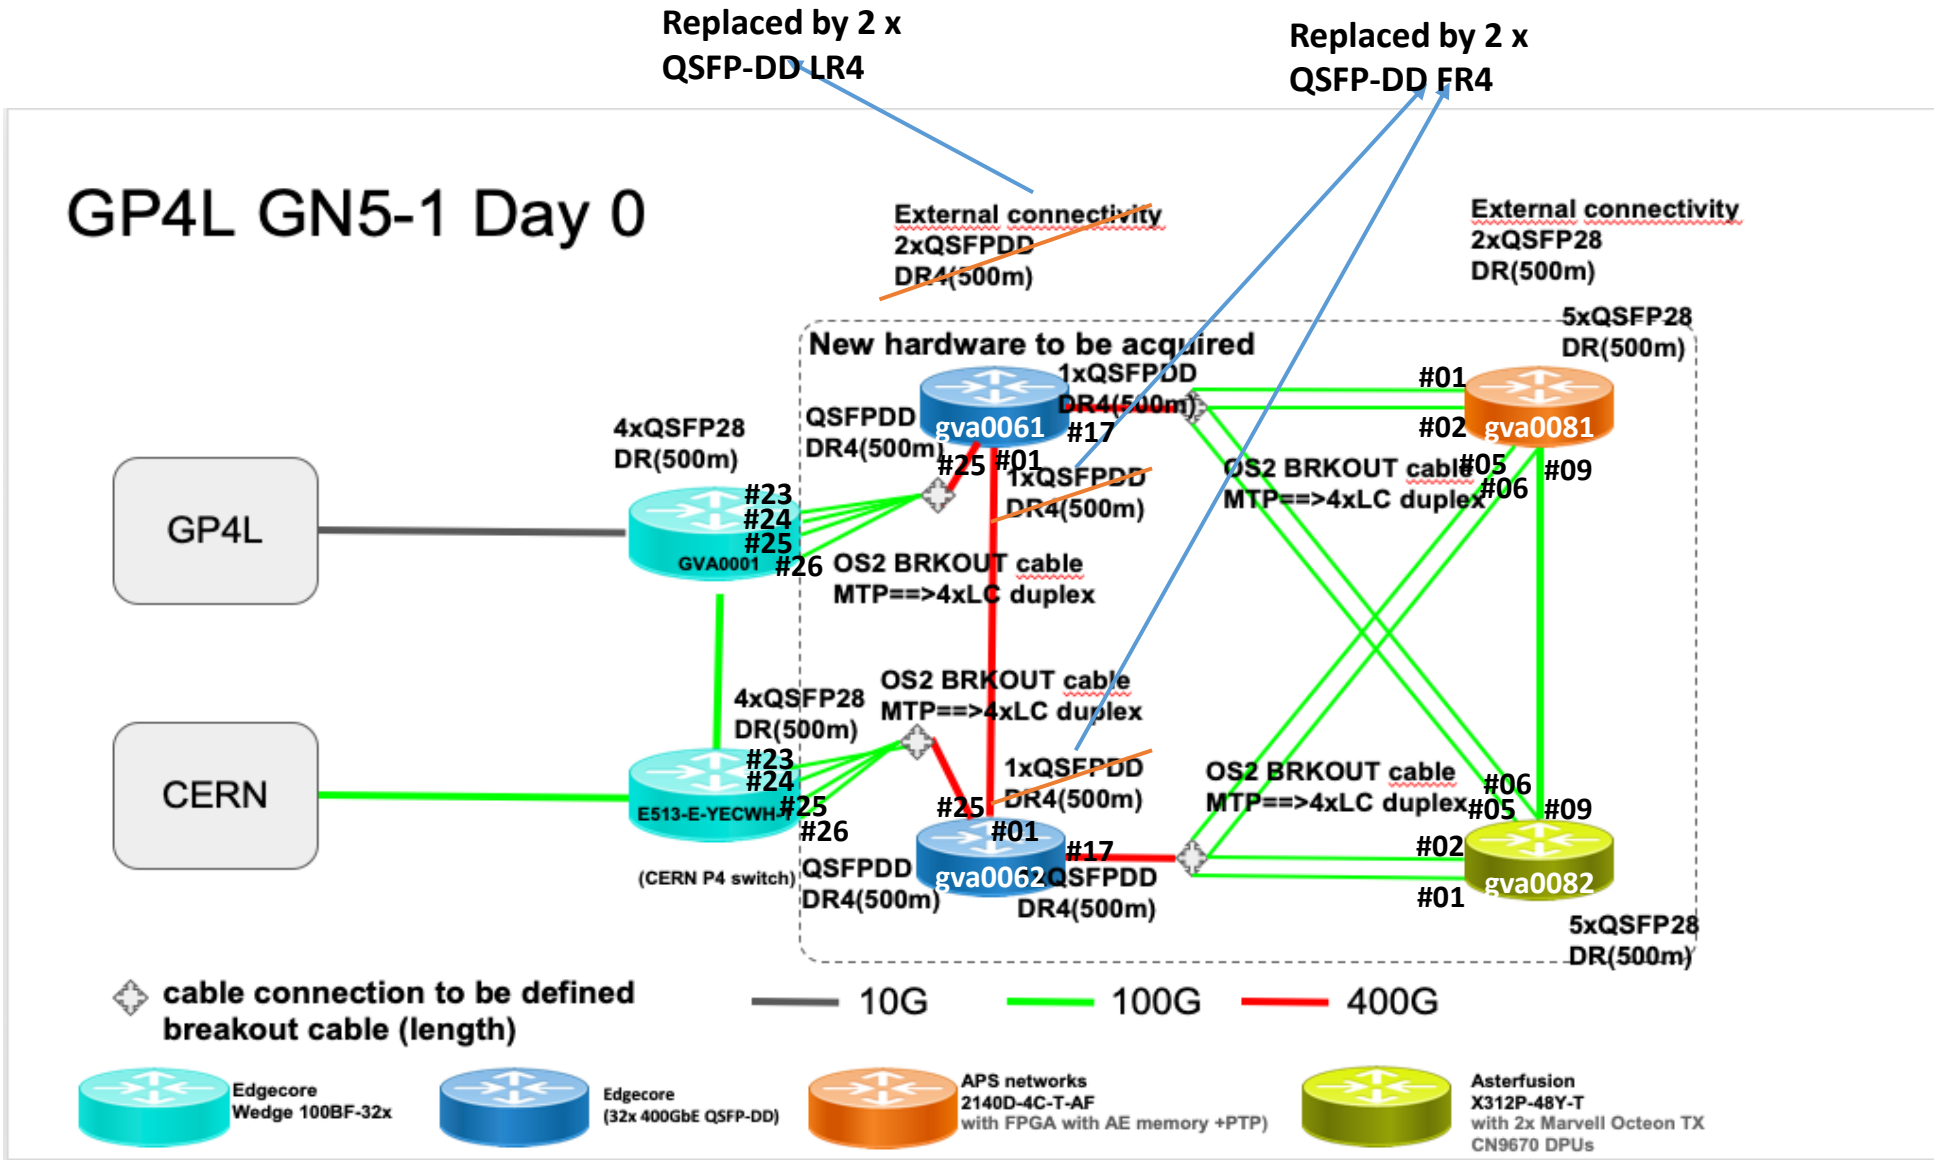 Replaced by 2 x
QSFP-DD LR4
Replaced by 2 x
QSFP-DD FR4
GP4L GN5-1 Day 0
External connectivity
2xQSFPDD
DR4(500m)
External connectivity
2xQSFP28
DR(500m)
5xQSFP28
DR(500m)
New hardware to be acquired
1xQSFPDD
DR4(500m)
#17
QSFPDD
DR4(500m)
gva0061
#25
#01
1xQSFPDD
DR4(500m)
#01
#02
gva0081
#05
#06
#09
OS2 BRKOUT cable
MTP==>4xLC duplex
4xQSFP28
DR(500m)
GP4L
#23
#24
#25
#26
GVA0001
OS2 BRKOUT cable
MTP==>4xLC duplex
OS2 BRKOUT cable
MTP==>4xLC duplex
4xQSFP28
DR(500m)
CERN
#23
#24
#25
#26
E513-E-YECWH-
(CERN P4 switch)
1xQSFPDD
DR4(500m)
#25
#01
#17
gva0062
QSFPDD
DR4(500m)
xQSFPDD
DR4(500m)
OS2 BRKOUT cable
MTP==>4xLC duplex
#06
#05
#09
#02
#01
gva0082
5xQSFP28
DR(500m)
cable connection to be defined
breakout cable (length)
10G
100G
400G
Edgecore
Wedge 100BF-32x
Edgecore
(32x 400GbE QSFP-DD)
APS networks
2140D-4C-T-AF
with FPGA with AE memory +PTP)
Asterfusion
X312P-48Y-T
with 2x Marvell Octeon TX
CN9670 DPUs